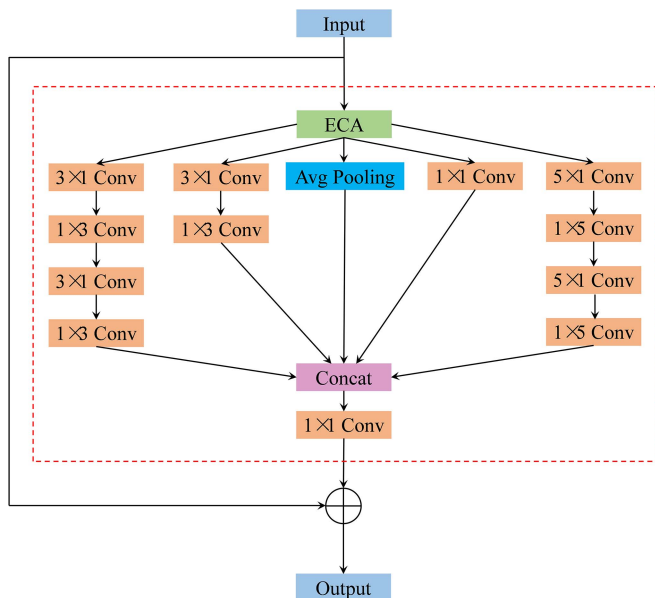 Input
ECA
3×1 Conv
3×1 Conv
Avg Pooling
1×1 Conv
5×1 Conv
1×3 Conv
1×3 Conv
1×5 Conv
3×1 Conv
5×1 Conv
1×3 Conv
1×5 Conv
Concat
1×1 Conv
Output